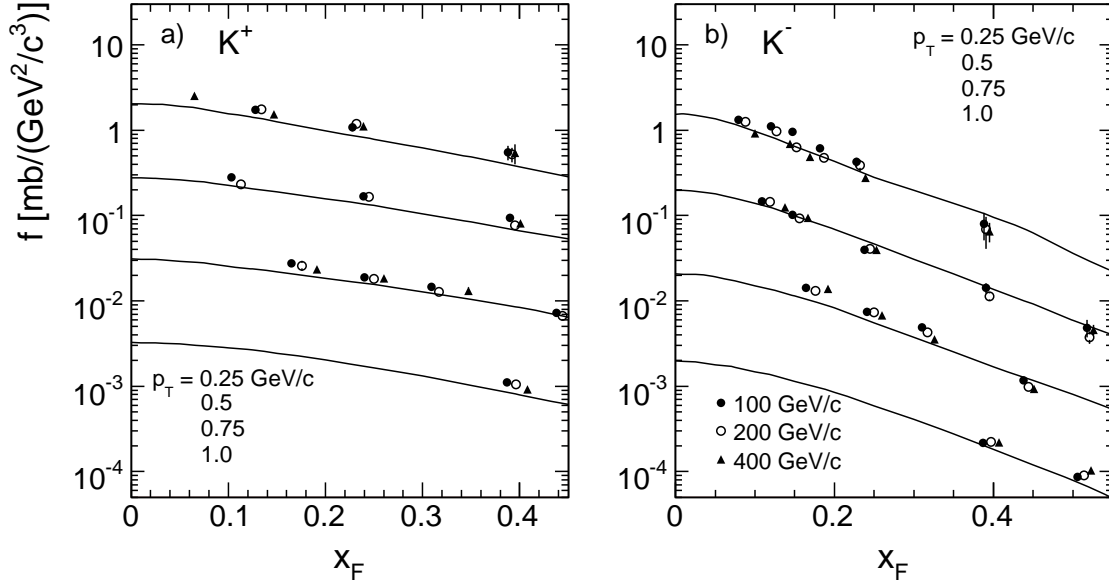 f [mb/(GeV²/c³)]
a) K⁺
10
1
10⁻¹
10⁻²
10⁻³
10⁻⁴
p_T = 0.25 GeV/c
0.5
0.75
1.0
0 0.1 0.2 0.3 0.4
x_F
b) K⁻
p_T = 0.25 GeV/c
0.5
0.75
1.0
10
1
10⁻¹
10⁻²
10⁻³
10⁻⁴
100 GeV/c
200 GeV/c
400 GeV/c
0 0.2 0.4
x_F